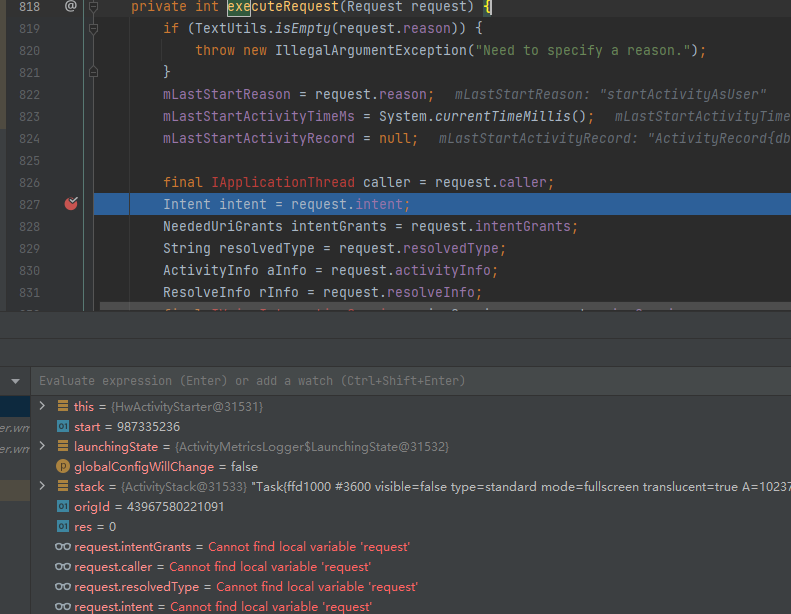 818 @ private int executeRequest(Request request) {
819 if (TextUtils.isEmpty(request.reason)) {
820 throw new IllegalArgumentException("Need to specify a reason.");
821 }
822 mLastStartReason = request.reason; mLastStartReason: "startActivityAsUser"
823 mLastStartActivityTimeMs = System.currentTimeMillis(); mLastStartActivityTime
824 mLastStartActivityRecord = null; mLastStartActivityRecord: "ActivityRecord{db
825
826 final IApplicationThread caller = request.caller;
827 Intent intent = request.intent;
828 NeededUriGrants intentGrants = request.intentGrants;
829 String resolvedType = request.resolvedType;
830 ActivityInfo aInfo = request.activityInfo;
831 ResolveInfo rInfo = request.resolveInfo;
Evaluate expression (Enter) or add a watch (Ctrl+Shift+Enter)
this = {HwActivityStarter@31531}
er.wm
01 start = 987335236
er.wm
launchingState = {ActivityMetricsLogger$LaunchingState@31532}
p globalConfigWillChange = false
stack = {ActivityStack@31533} "Task{ffd1000 #3600 visible=false type=standard mode=fullscreen translucent=true A=10237
01 origId = 43967580221091
01 res = 0
request.intentGrants = Cannot find local variable 'request'
request.caller = Cannot find local variable 'request'
request.resolvedType = Cannot find local variable 'request'
request.intent = Cannot find local variable 'request'